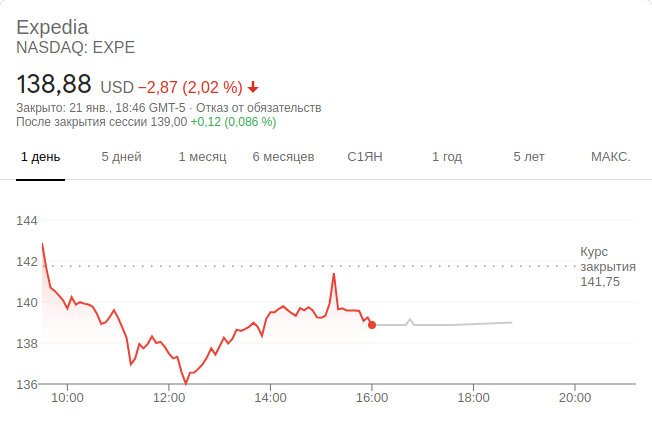 Expedia
NASDAQ: EXPE
138,88 USD −2,87 (2,02 %)
Закрыто: 21 янв., 18:46 GMT-5 · Отказ от обязательств
После закрытия сессии 139,00 +0,12 (0,086 %)
1 день 5 дней 1 месяц 6 месяцев С1ЯН 1 год 5 лет МАКС.
144
142
140
138
136
Курс
закрытия
141,75
10:00 12:00 14:00 16:00 18:00 20:00